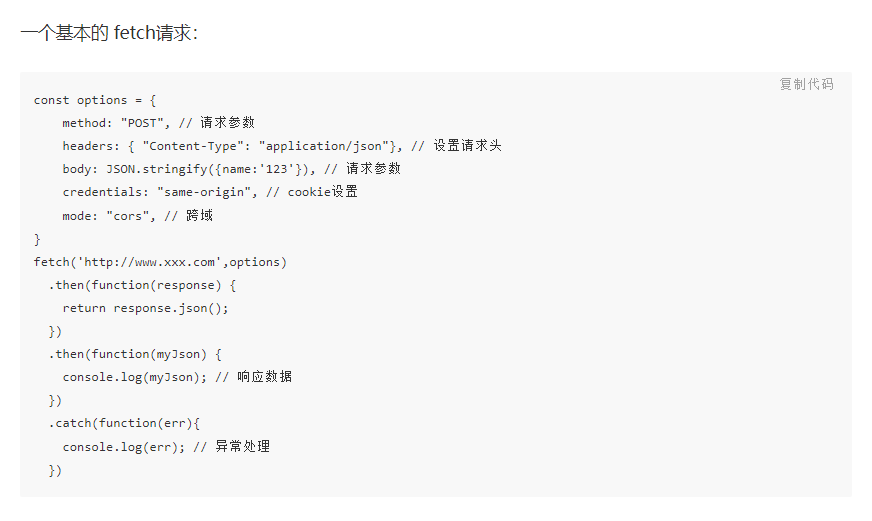 一个基本的 fetch请求：
复制代码
const options = {
    method: "POST", // 请求参数
    headers: { "Content-Type": "application/json"}, // 设置请求头
    body: JSON.stringify({name:'123'}), // 请求参数
    credentials: "same-origin", // cookie设置
    mode: "cors", // 跨域
}
fetch('http://www.xxx.com',options)
  .then(function(response) {
    return response.json();
  })
  .then(function(myJson) {
    console.log(myJson); // 响应数据
  })
  .catch(function(err){
    console.log(err); // 异常处理
  })